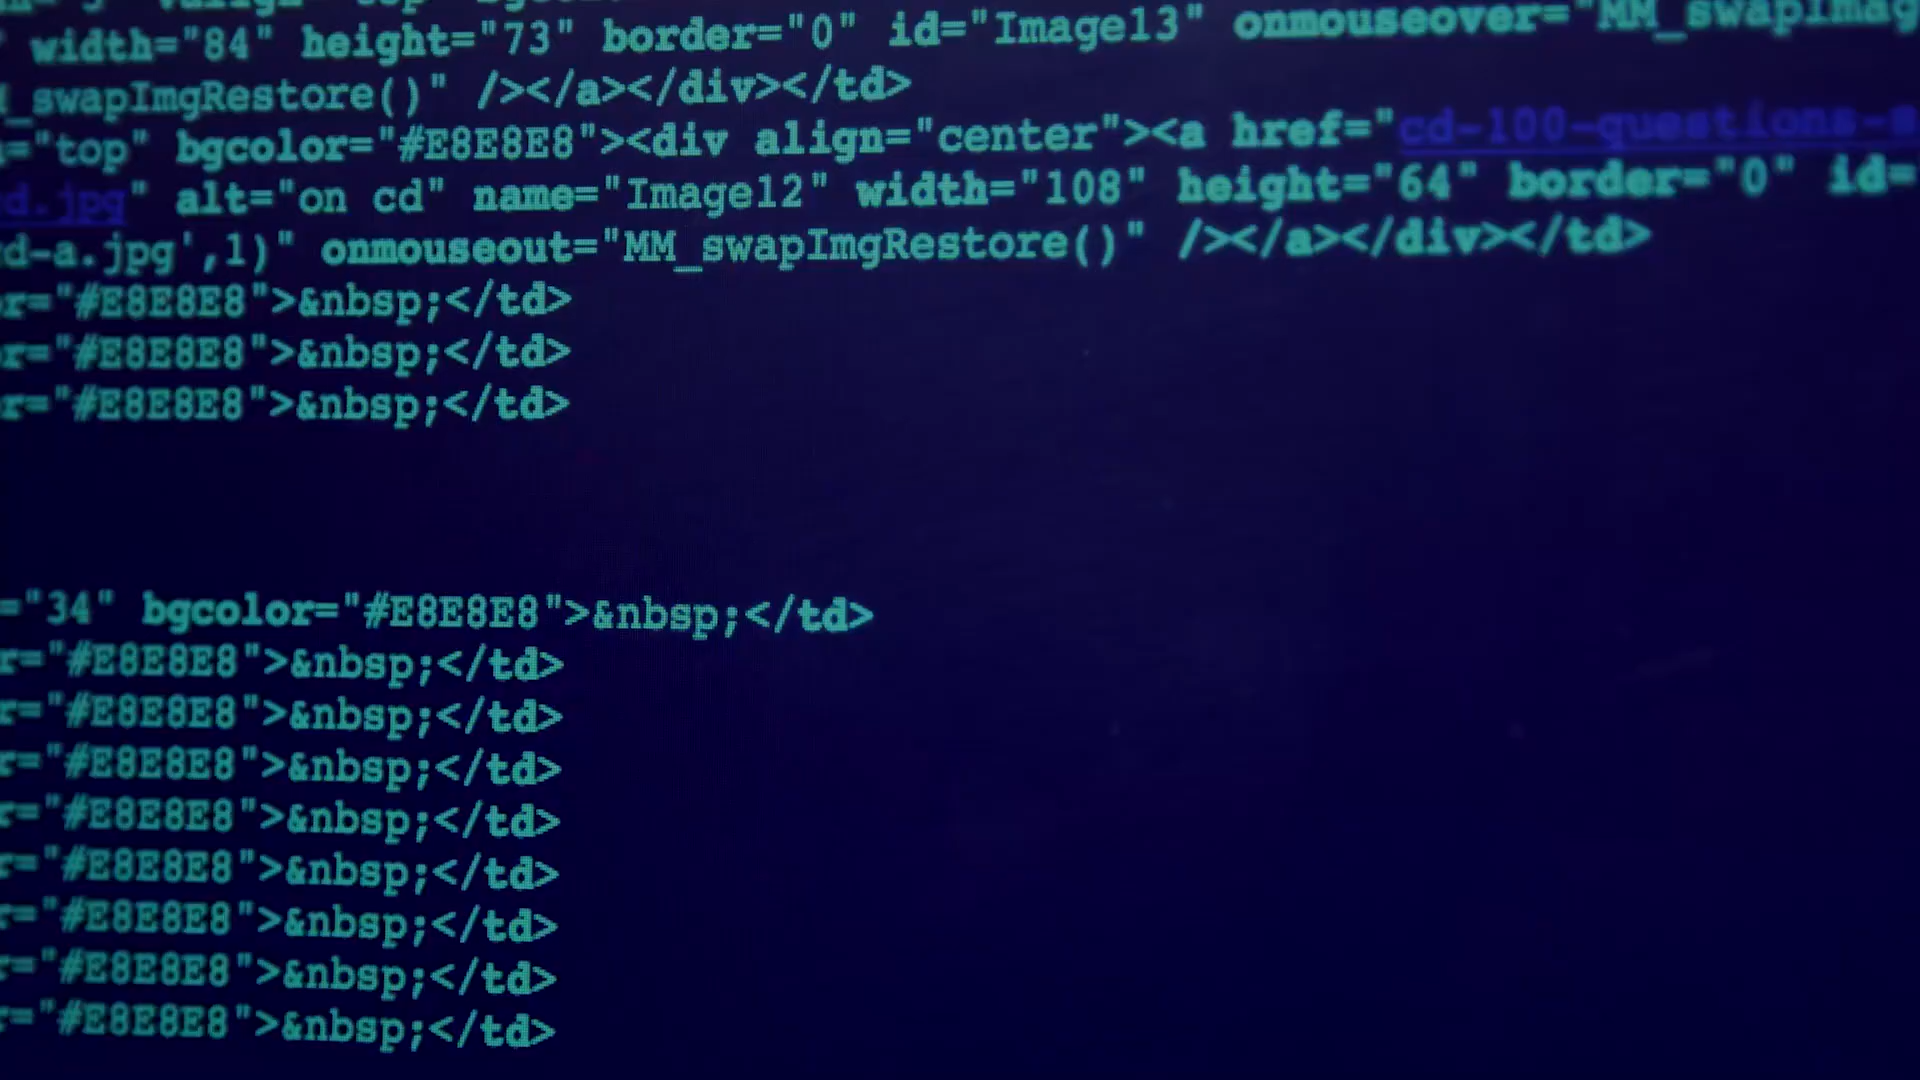 width="84" height="73" border="0" id="Image13" onmouseover="MM_swapImag
_swapImgRestore()" /></a></div></td>
="top" bgcolor="#E8E8E8"><div align="center"><a href="cd-100-questions-
d.jpg" alt="on cd" name="Image12" width="108" height="64" border="0" id=
d-a.jpg',1)" onmouseout="MM_swapImgRestore()" /></a></div></td>
r="#E8E8E8">&nbsp;</td>
r="#E8E8E8">&nbsp;</td>
r="#E8E8E8">&nbsp;</td>
="34" bgcolor="#E8E8E8">&nbsp;</td>
r="#E8E8E8">&nbsp;</td>
r="#E8E8E8">&nbsp;</td>
r="#E8E8E8">&nbsp;</td>
r="#E8E8E8">&nbsp;</td>
r="#E8E8E8">&nbsp;</td>
r="#E8E8E8">&nbsp;</td>
r="#E8E8E8">&nbsp;</td>
r="#E8E8E8">&nbsp;</td>